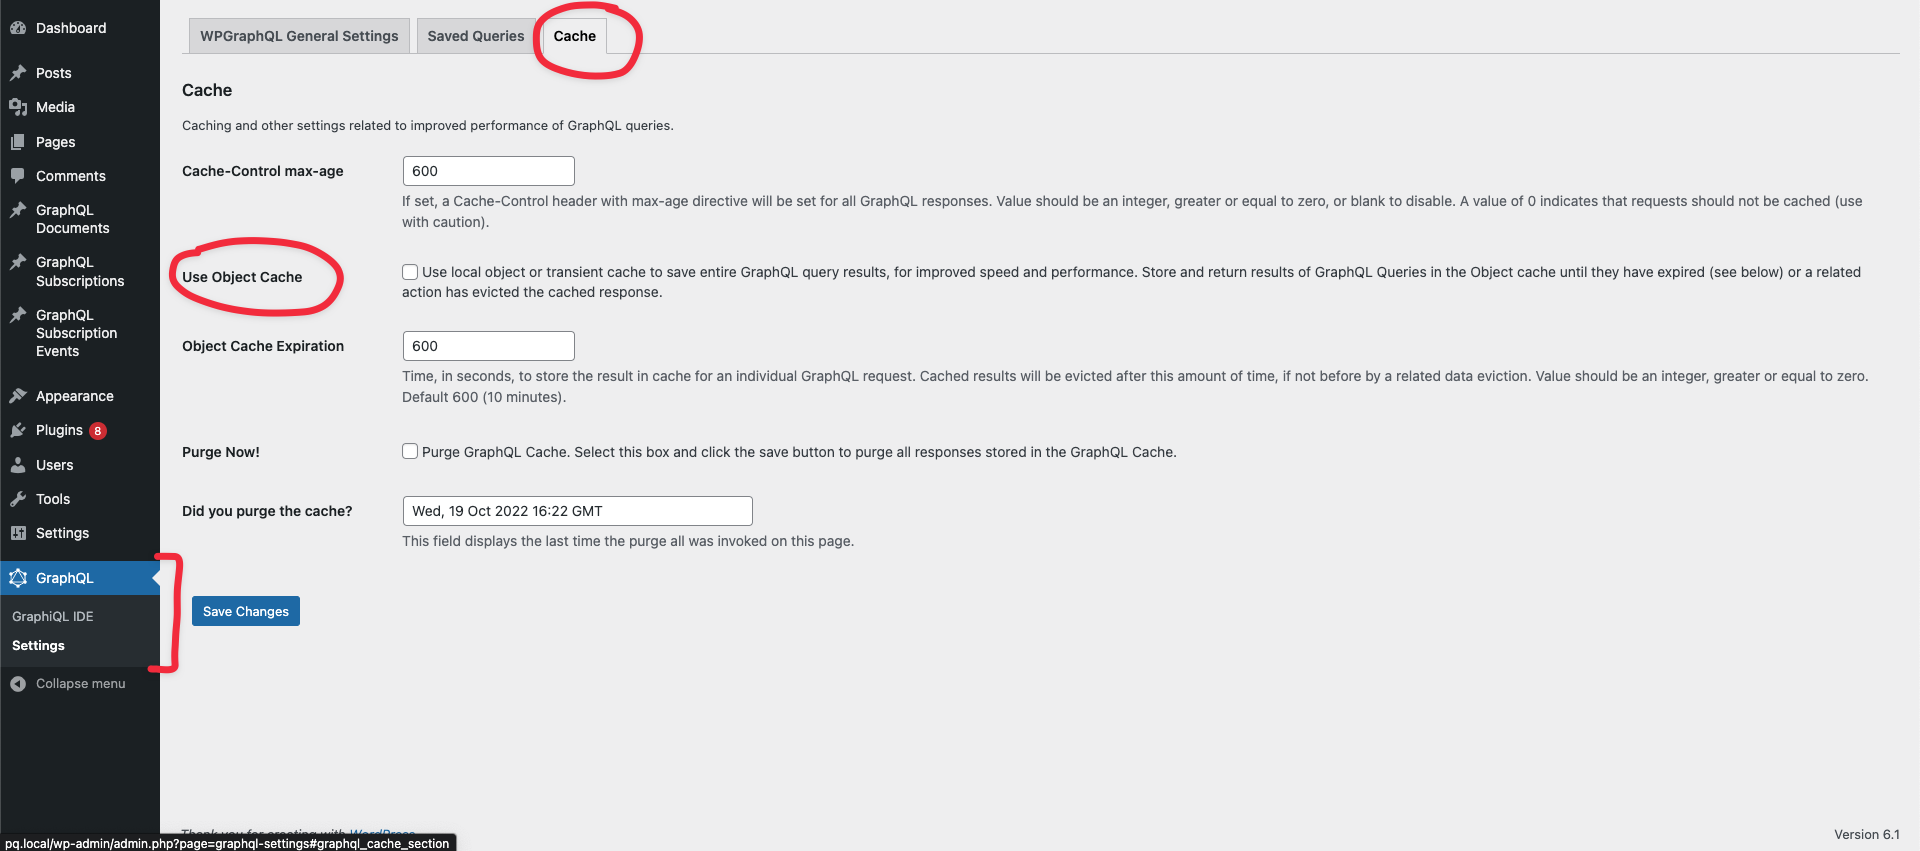 Dashboard
Posts
Media
Pages
Comments
GraphQL
Documents
GraphQL
Subscriptions
GraphQL
Subscription
Events
Appearance
Plugins 8
Users
Tools
Settings
GraphQL
GraphiQL IDE
Settings
Collapse menu
WPGraphQL General Settings
Saved Queries
Cache
Cache
Caching and other settings related to improved performance of GraphQL queries.
Cache-Control max-age
600
If set, a Cache-Control header with max-age directive will be set for all GraphQL responses. Value should be an integer, greater or equal to zero, or blank to disable. A value of 0 indicates that requests should not be cached (use
with caution).
Use Object Cache
Use local object or transient cache to save entire GraphQL query results, for improved speed and performance. Store and return results of GraphQL Queries in the Object cache until they have expired (see below) or a related
action has evicted the cached response.
Object Cache Expiration
600
Time, in seconds, to store the result in cache for an individual GraphQL request. Cached results will be evicted after this amount of time, if not before by a related data eviction. Value should be an integer, greater or equal to zero.
Default 600 (10 minutes).
Purge Now!
Purge GraphQL Cache. Select this box and click the save button to purge all responses stored in the GraphQL Cache.
Did you purge the cache?
Wed, 19 Oct 2022 16:22 GMT
This field displays the last time the purge all was invoked on this page.
Save Changes
Thank you for creating with WordPress.
Version 6.1
pq.local/wp-admin/admin.php?page=graphql-settings#graphql_cache_section